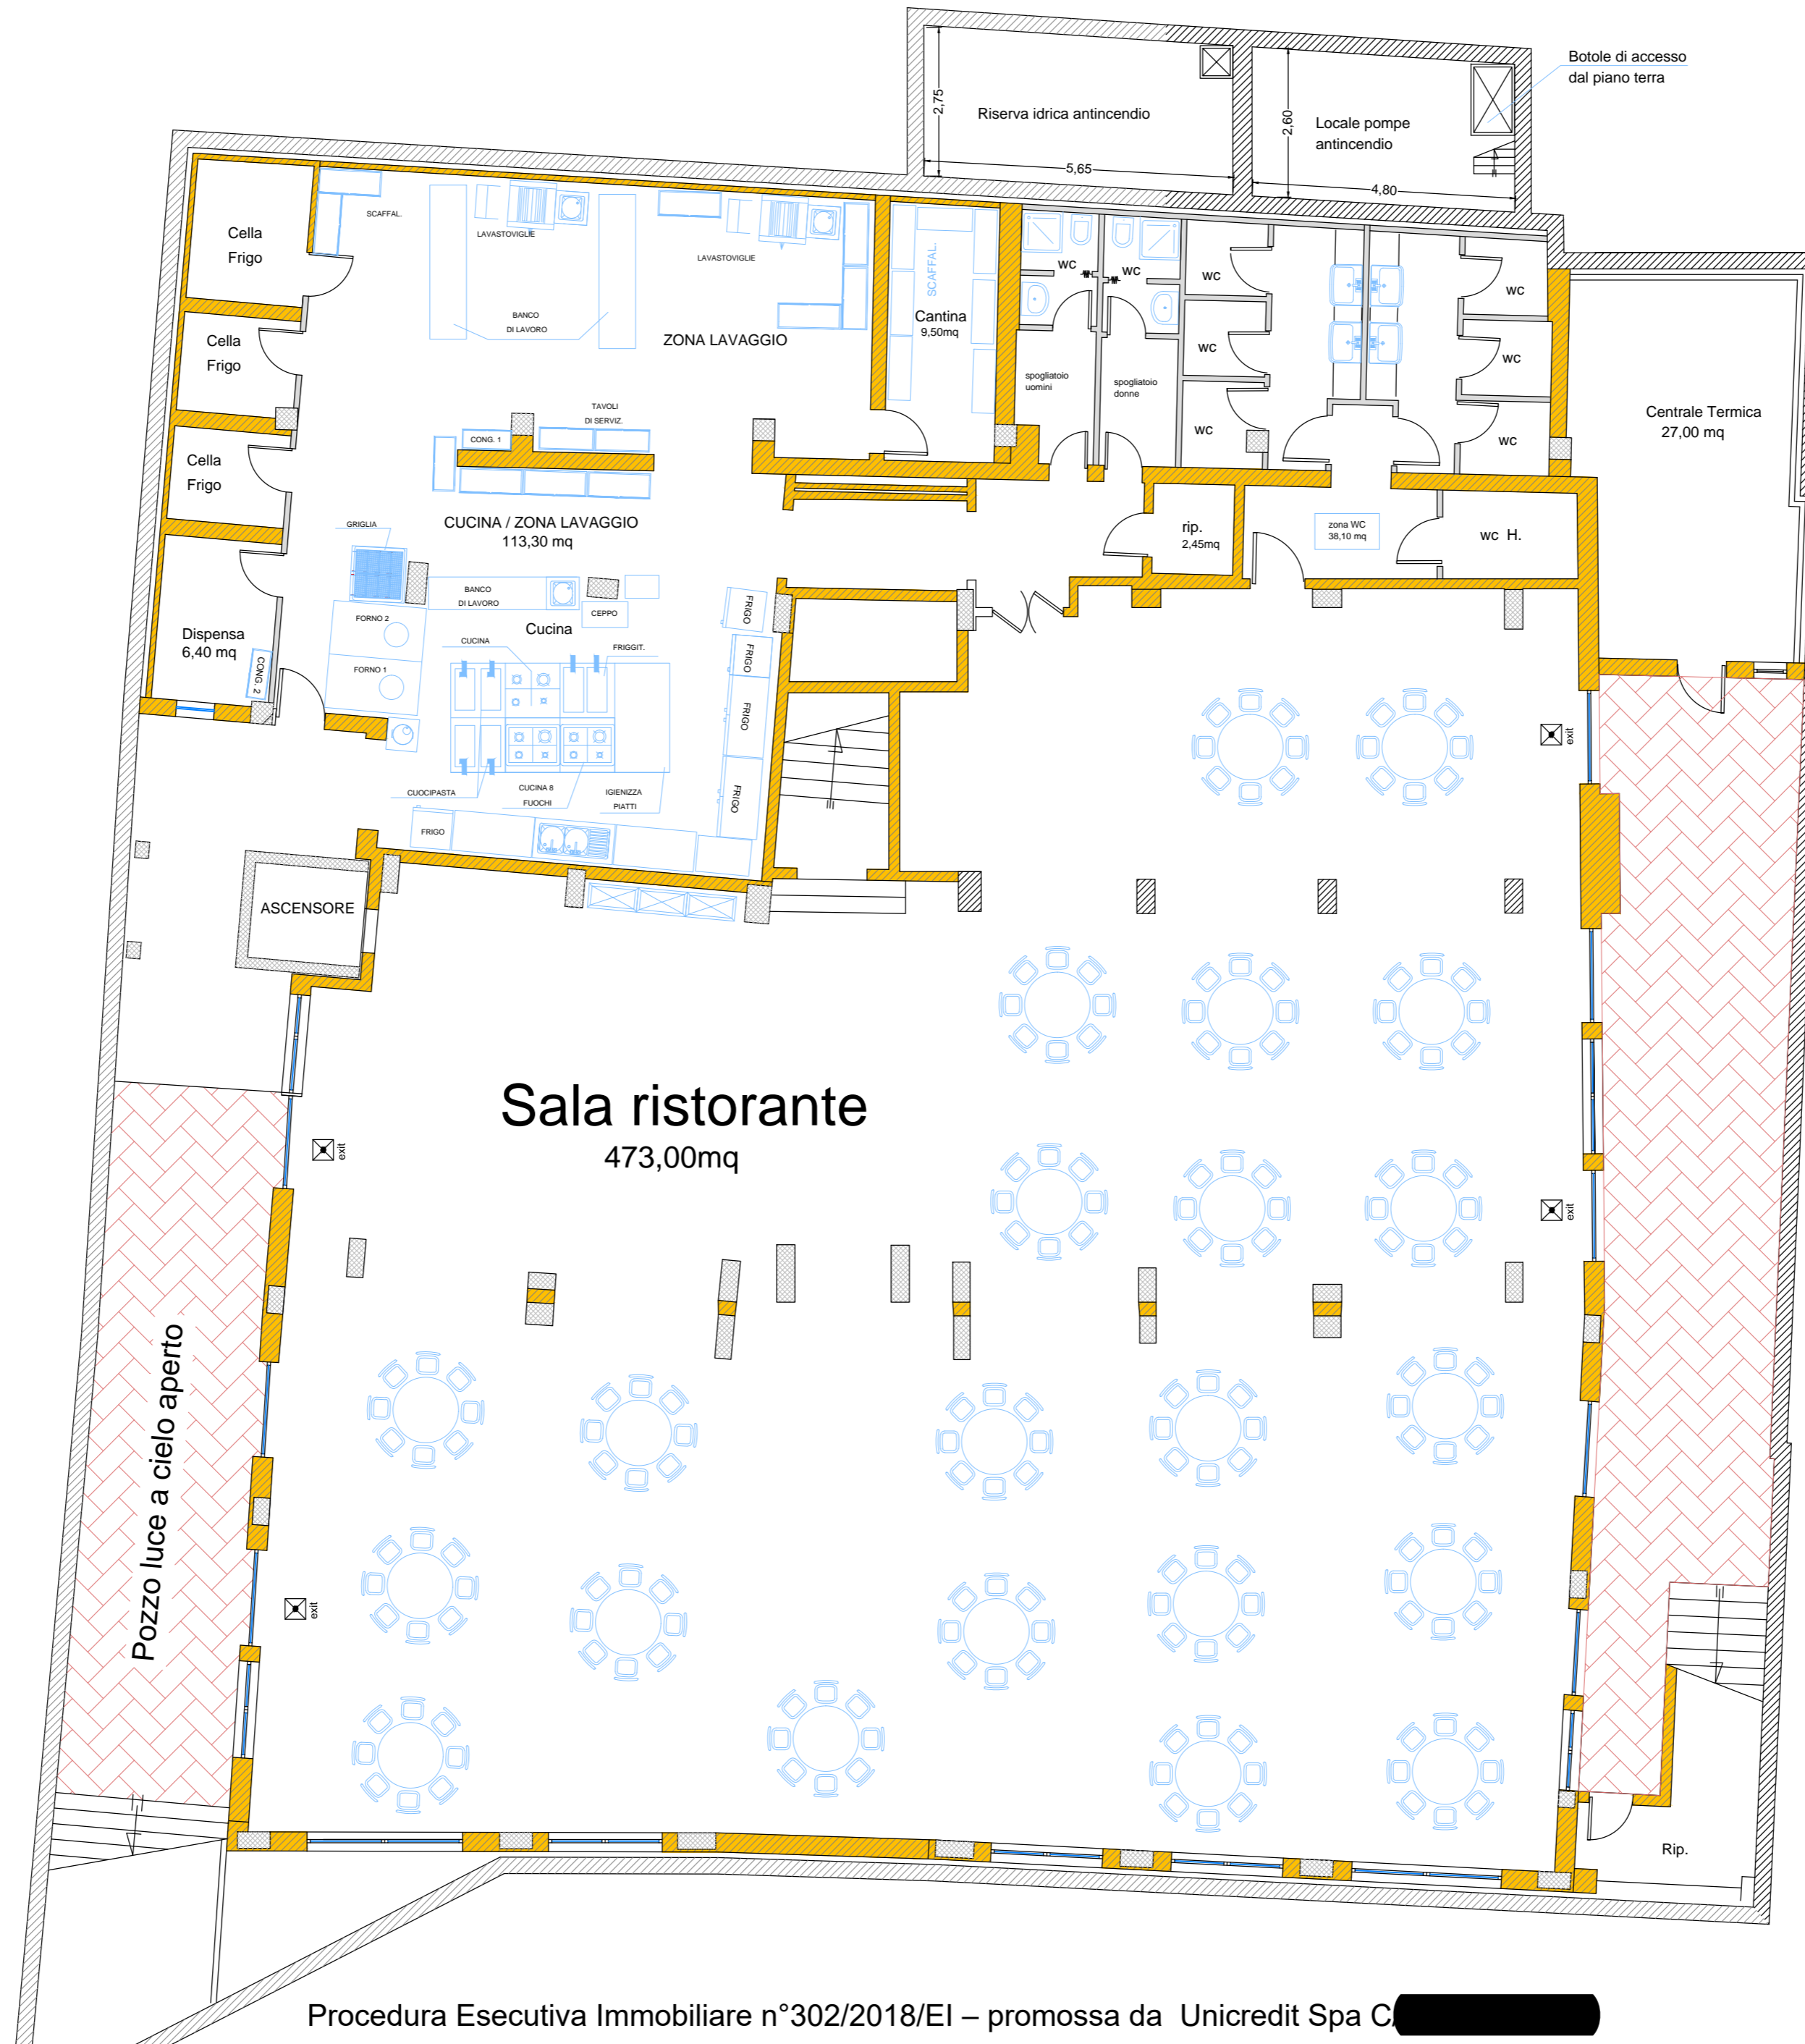 Botole di accesso
dal piano terra
2,75
Riserva idrica antincendio
5,65
2,60
Locale pompe
antincendio
4,80
Cella
Frigo
SCAFFAL.
LAVASTOVIGLIE
LAVASTOVIGLIE
BANCO
DI LAVORO
ZONA LAVAGGIO
SCAFFAL.
Cantina
9,50mq
wc
wc
wc
wc
wc
wc
wc
wc
spogliatoio
uomini
spogliatoio
donne
Centrale Termica
27,00 mq
Cella
Frigo
TAVOLI
DI SERVIZ.
CONG. 1
Cella
Frigo
CUCINA / ZONA LAVAGGIO
113,30 mq
GRIGLIA
rip.
2,45mq
zona WC
38,10 mq
wc H.
BANCO
DI LAVORO
CEPPO
FRIGO
FORNO 2
Cucina
Dispensa
6,40 mq
CONG. 2
CUCINA
FRIGGIT.
FRIGO
FORNO 1
FRIGO
exit
CUOCIPASTA
CUCINA 8
FUOCHI
IGIENIZZA
PIATTI
FRIGO
FRIGO
ASCENSORE
Sala ristorante
473,00mq
exit
exit
Pozzo luce a cielo aperto
exit
Rip.
Procedura Esecutiva Immobiliare n°302/2018/EI – promossa da Unicredit Spa C